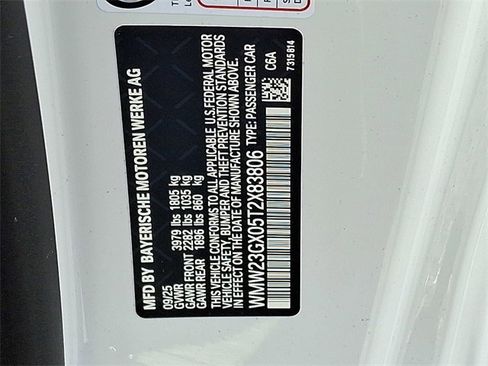 MFD BY BAYERISCHE MOTOREN WERKE AG
09/25
GVWR 3979 lbs 1805 kg
GAWR FRONT 2282 lbs 1035 kg
GAWR REAR 1896 lbs 860 kg
THIS VEHICLE CONFORMS TO ALL APPLICABLE U.S. FEDERAL MOTOR
VEHICLE SAFETY, BUMPER AND THEFT PREVENTION STANDARDS
IN EFFECT ON THE DATE OF MANUFACTURE SHOWN ABOVE.
TYPE: PASSENGER CAR
WMW23GX05T2X83806
C6A
7315814